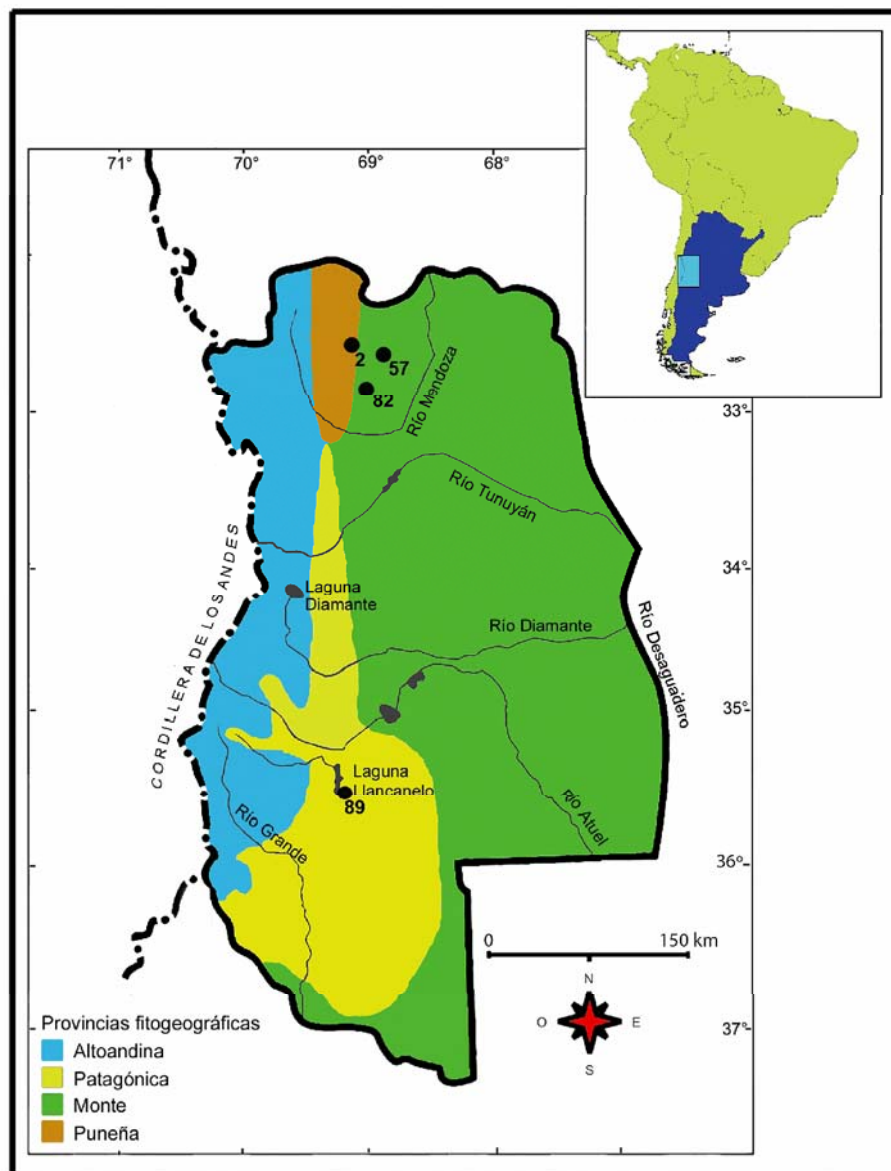 71°
70°
69°
68°
2
57
82
Río Mendoza
33°
Río Tunuyán
34°
Laguna
Diamante
Río Diamante
Río Desaguadero
CORDILLERA DE LOSANDES
35°
Laguna
Llancanelo
89
Río Atuel
Río Grande
36°
0
150 km
N
O
E
S
37°
Provincias fitogeográficas
Altoandina
Patagónica
Monte
Puneña